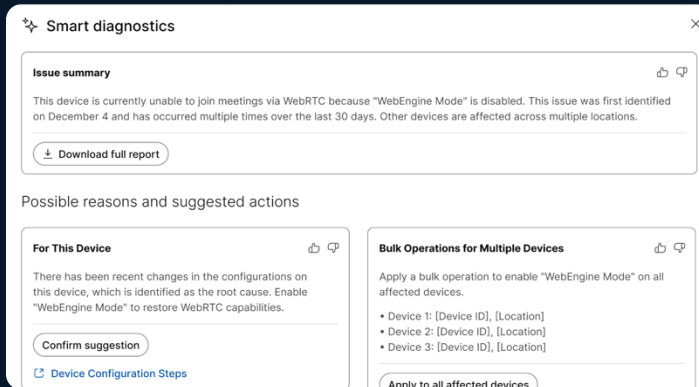 Smart diagnostics
Issue summary
This device is currently unable to join meetings via WebRTC because "WebEngine Mode" is disabled. This issue was first identified
on December 4 and has occurred multiple times over the last 30 days. Other devices are affected across multiple locations.
Download full report
Possible reasons and suggested actions
For This Device
There has been recent changes in the configurations on
this device, which is identified as the root cause. Enable
"WebEngine Mode" to restore WebRTC capabilities.
Confirm suggestion
Device Configuration Steps
Bulk Operations for Multiple Devices
Apply a bulk operation to enable "WebEngine Mode" on all
affected devices.
• Device 1: [Device ID], [Location]
• Device 2: [Device ID], [Location]
• Device 3: [Device ID], [Location]
Apply to all affected devices